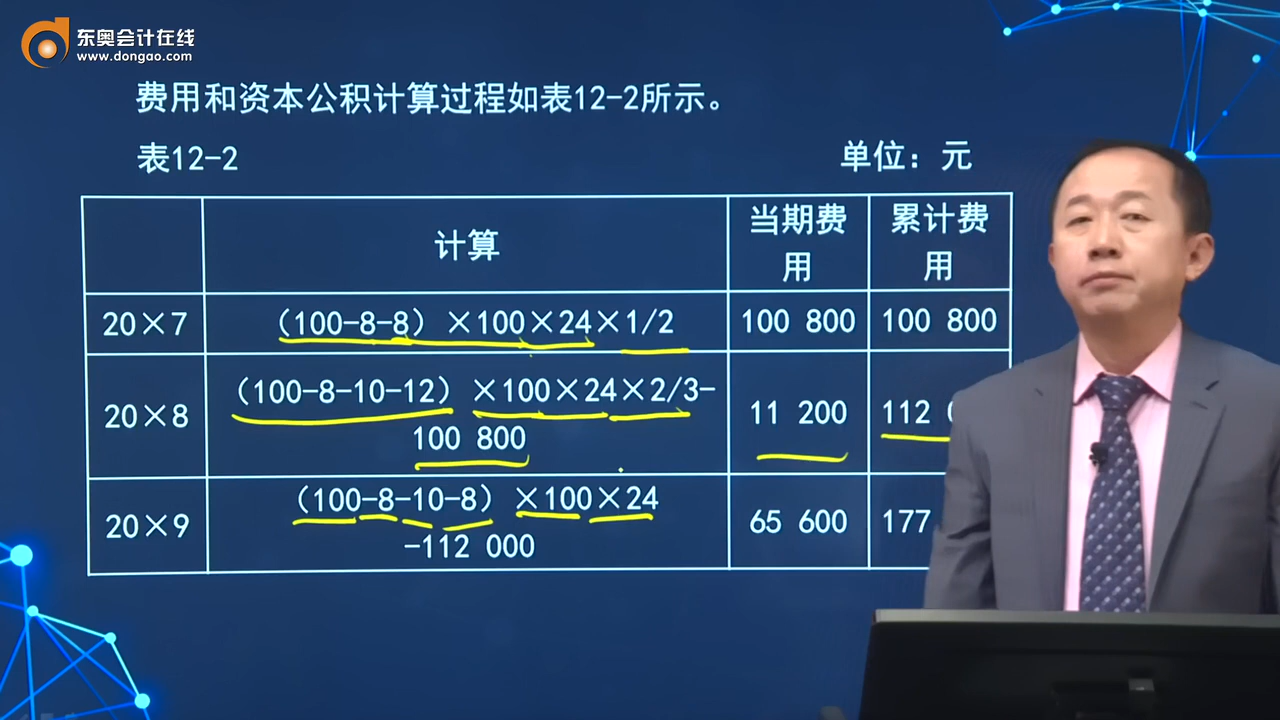 东奥会计在线
www.dongao.com
费用和资本公积计算过程如表12-2所示。
表12-2 单位：元
计算 当期费用 累计费用
20×7 (100-8-8)×100×24×1/2 100 800 100 800
20×8 (100-8-10-12)×100×24×2/3-
100 800 11 200 112
20×9 (100-8-10-8)×100×24
-112 000 65 600 177